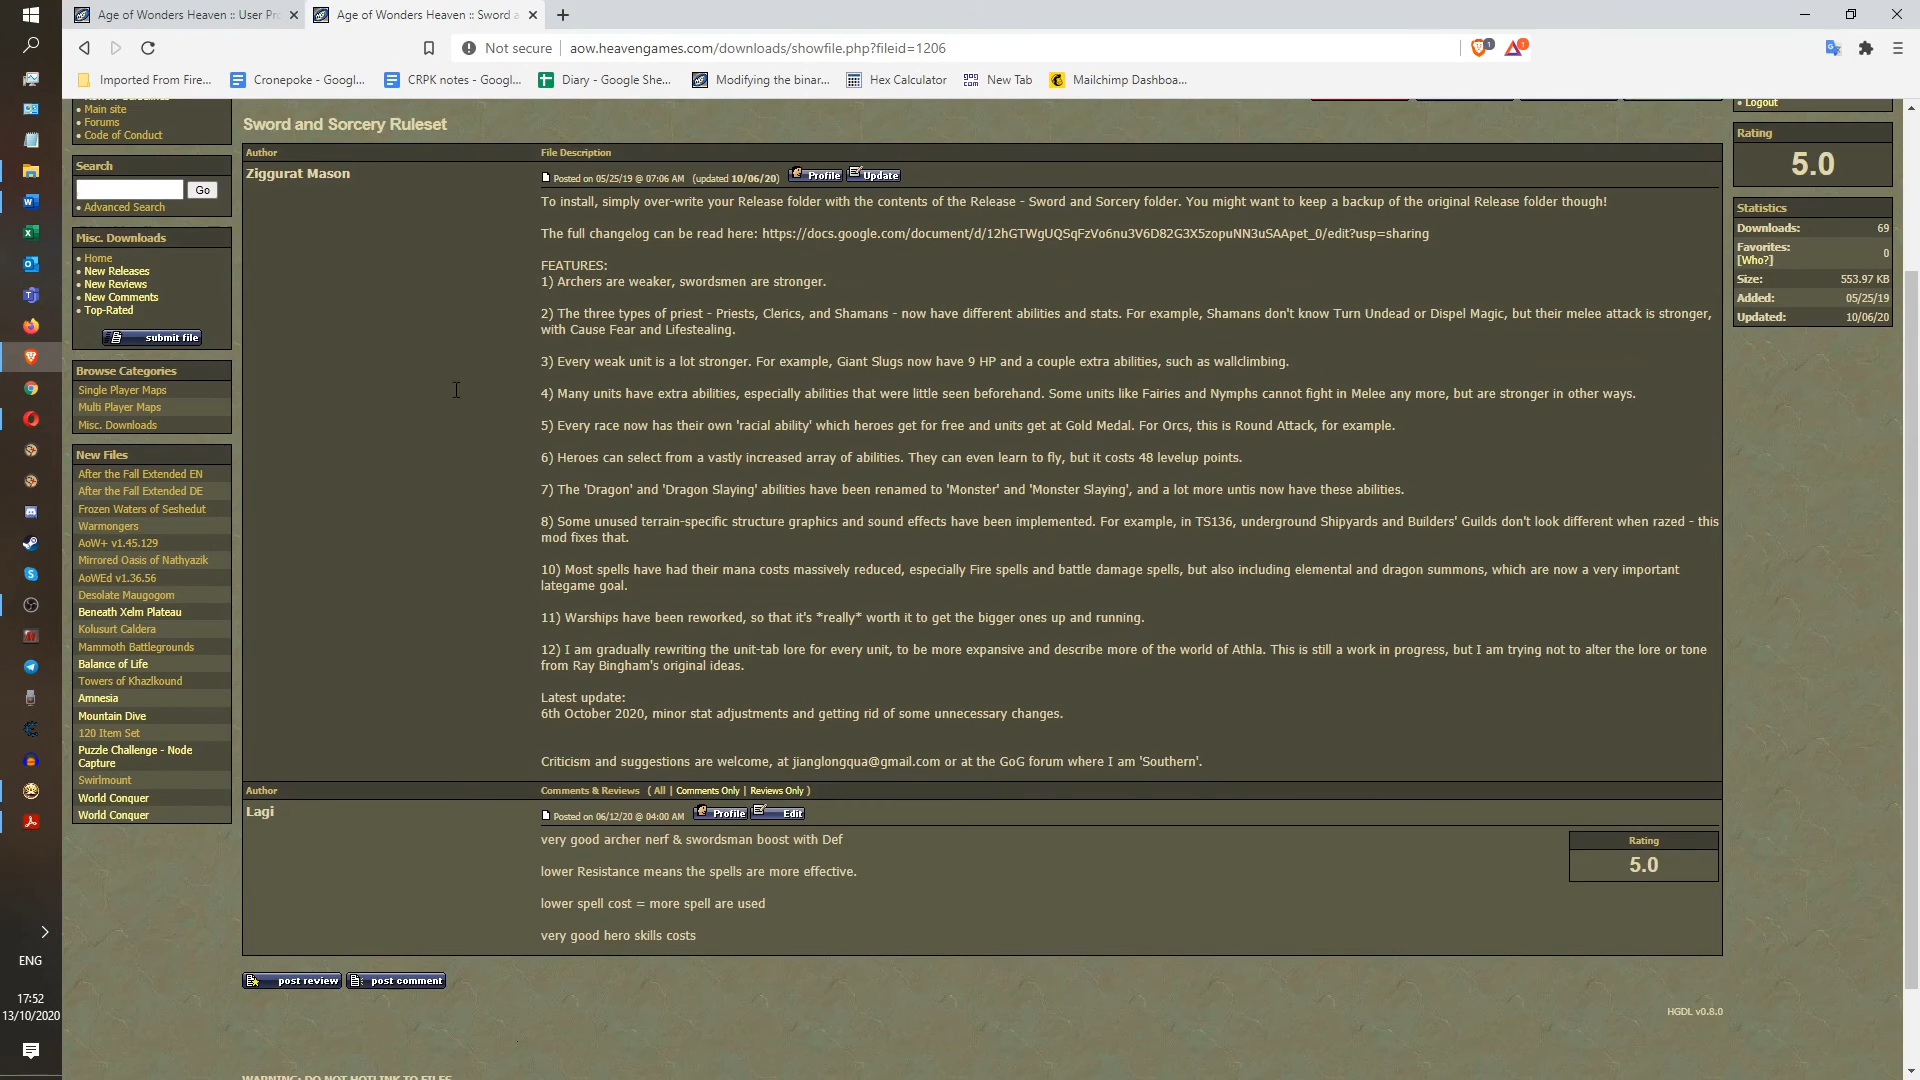 Age of Wonders Heaven :: User Pr
Age of Wonders Heaven :: Sword a
Not secure
aow.heavengames.com/downloads/showfile.php?fileid=1206
1
1
Imported From Fire...
Cronepoke - Googl...
CRPK notes - Googl...
Diary - Google She...
Modifying the binar...
Hex Calculator
New Tab
Mailchimp Dashboa...
• Main site
• Forums
• Code of Conduct
Search
Go
• Advanced Search
Misc. Downloads
• Home
• New Releases
• New Reviews
• New Comments
• Top-Rated
submit file
Browse Categories
Single Player Maps
Multi Player Maps
Misc. Downloads
New Files
After the Fall Extended EN
After the Fall Extended DE
Frozen Waters of Seshedut
Warmongers
AoW+ v1.45.129
Mirrored Oasis of Nathyazik
AoWEd v1.36.56
Desolate Maugogom
Beneath Xelm Plateau
Kolusurt Caldera
Mammoth Battlegrounds
Balance of Life
Towers of Khazlkound
Amnesia
Mountain Dive
120 Item Set
Puzzle Challenge - Node
Capture
Swirlmount
World Conquer
World Conquer
Sword and Sorcery Ruleset
Author
File Description
Ziggurat Mason
Posted on 05/25/19 @ 07:06 AM (updated 10/06/20)
Profile
Update
To install, simply over-write your Release folder with the contents of the Release - Sword and Sorcery folder. You might want to keep a backup of the original Release folder though!
The full changelog can be read here: https://docs.google.com/document/d/12hGTWgUQSqFzVo6nu3V6D82G3X5zopuNN3uSAApet_0/edit?usp=sharing
FEATURES:
1) Archers are weaker, swordsmen are stronger.
2) The three types of priest - Priests, Clerics, and Shamans - now have different abilities and stats. For example, Shamans don't know Turn Undead or Dispel Magic, but their melee attack is stronger,
with Cause Fear and Lifestealing.
3) Every weak unit is a lot stronger. For example, Giant Slugs now have 9 HP and a couple extra abilities, such as wallclimbing.
4) Many units have extra abilities, especially abilities that were little seen beforehand. Some units like Fairies and Nymphs cannot fight in Melee any more, but are stronger in other ways.
5) Every race now has their own 'racial ability' which heroes get for free and units get at Gold Medal. For Orcs, this is Round Attack, for example.
6) Heroes can select from a vastly increased array of abilities. They can even learn to fly, but it costs 48 levelup points.
7) The 'Dragon' and 'Dragon Slaying' abilities have been renamed to 'Monster' and 'Monster Slaying', and a lot more untis now have these abilities.
8) Some unused terrain-specific structure graphics and sound effects have been implemented. For example, in TS136, underground Shipyards and Builders' Guilds don't look different when razed - this
mod fixes that.
10) Most spells have had their mana costs massively reduced, especially Fire spells and battle damage spells, but also including elemental and dragon summons, which are now a very important
lategame goal.
11) Warships have been reworked, so that it's *really* worth it to get the bigger ones up and running.
12) I am gradually rewriting the unit-tab lore for every unit, to be more expansive and describe more of the world of Athla. This is still a work in progress, but I am trying not to alter the lore or tone
from Ray Bingham's original ideas.
Latest update:
6th October 2020, minor stat adjustments and getting rid of some unnecessary changes.
Criticism and suggestions are welcome, at jianglongqua@gmail.com or at the GoG forum where I am 'Southern'.
Author
Comments & Reviews ( All | Comments Only | Reviews Only )
Lagi
Posted on 06/12/20 @ 04:00 AM
Profile
Edit
very good archer nerf & swordsman boost with Def
lower Resistance means the spells are more effective.
lower spell cost = more spell are used
very good hero skills costs
Rating
5.0
post review
post comment
HGDL v0.8.0
WARNING: DO NOT HOTLINK TO FILES
• Logout
Rating
5.0
Statistics
Downloads: 69
Favorites: 0
[Who?]
Size: 553.97 KB
Added: 05/25/19
Updated: 10/06/20
ENG
17:52
13/10/2020